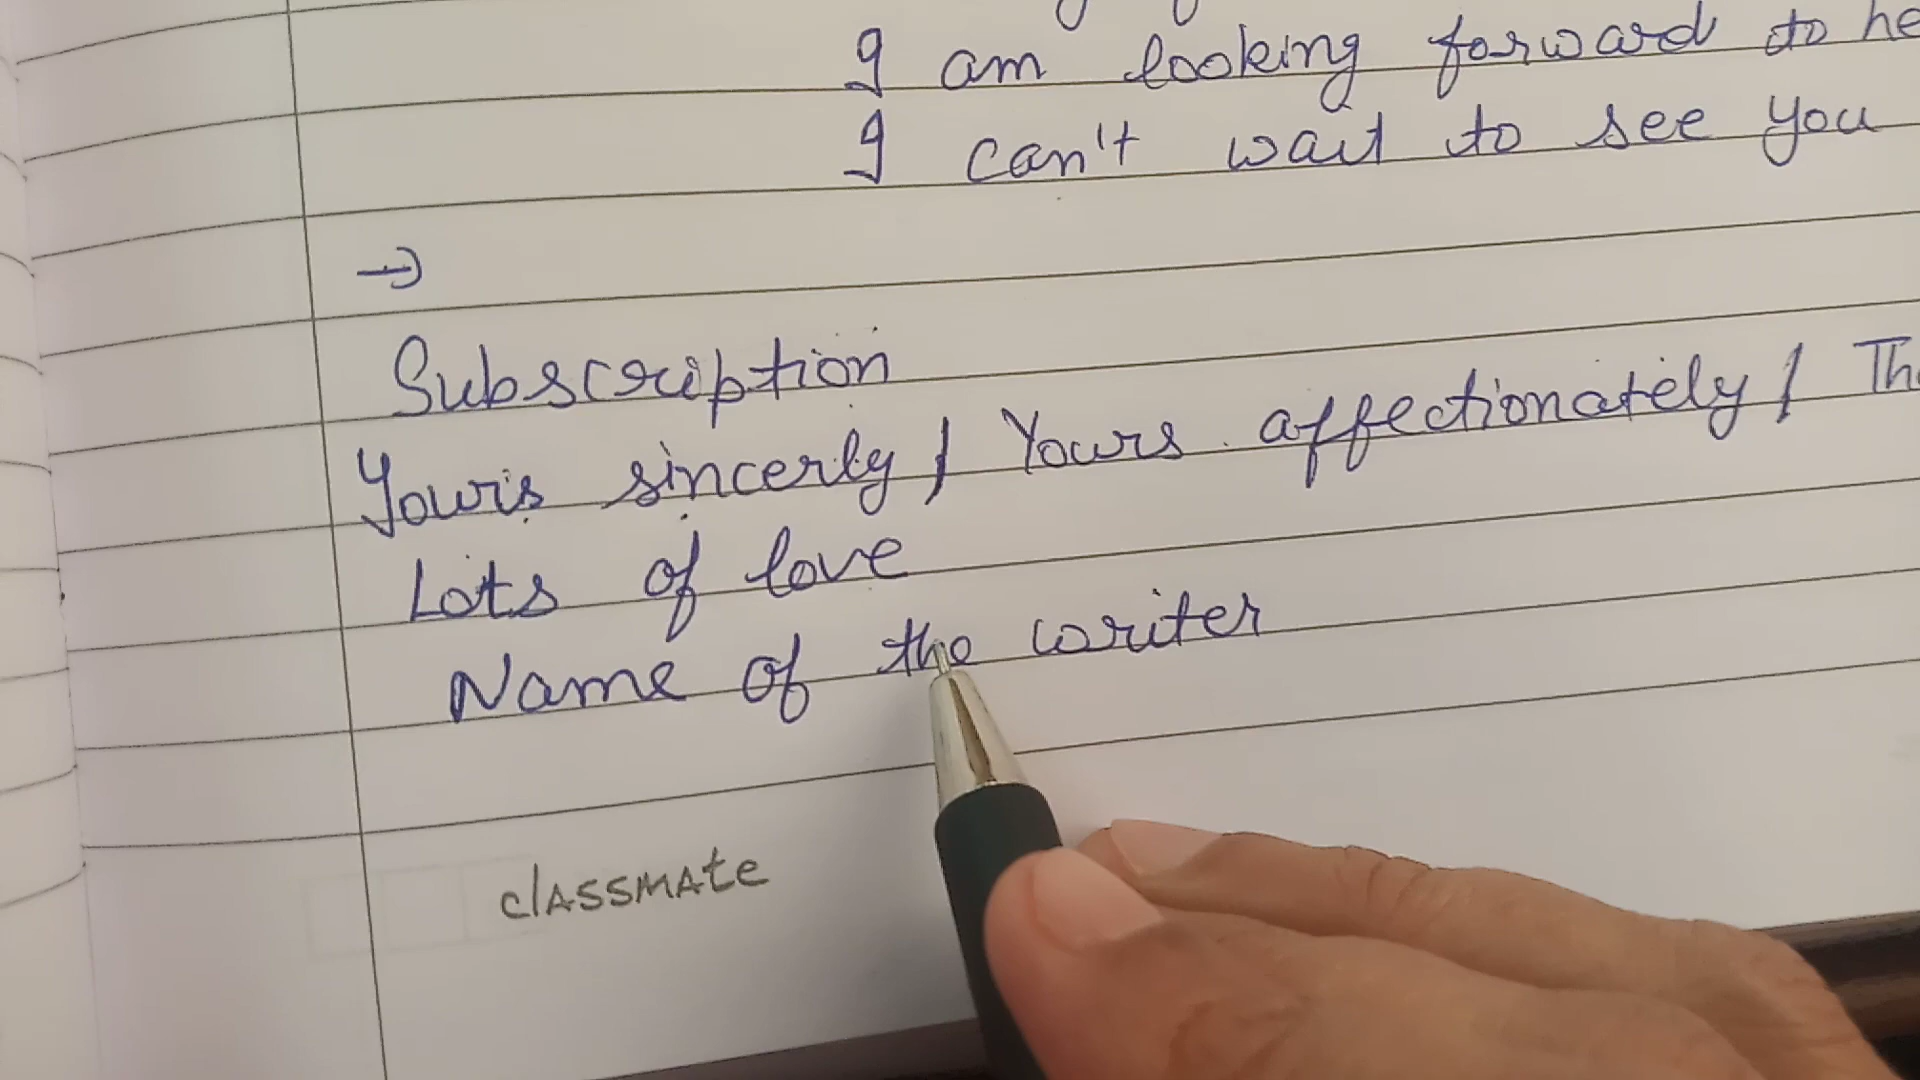 I am looking forward to he
I can't wait to see you
→
Subscription
Yours sincerly / Yours affectionately / Th
Lots of love
Name of the writer
classmate